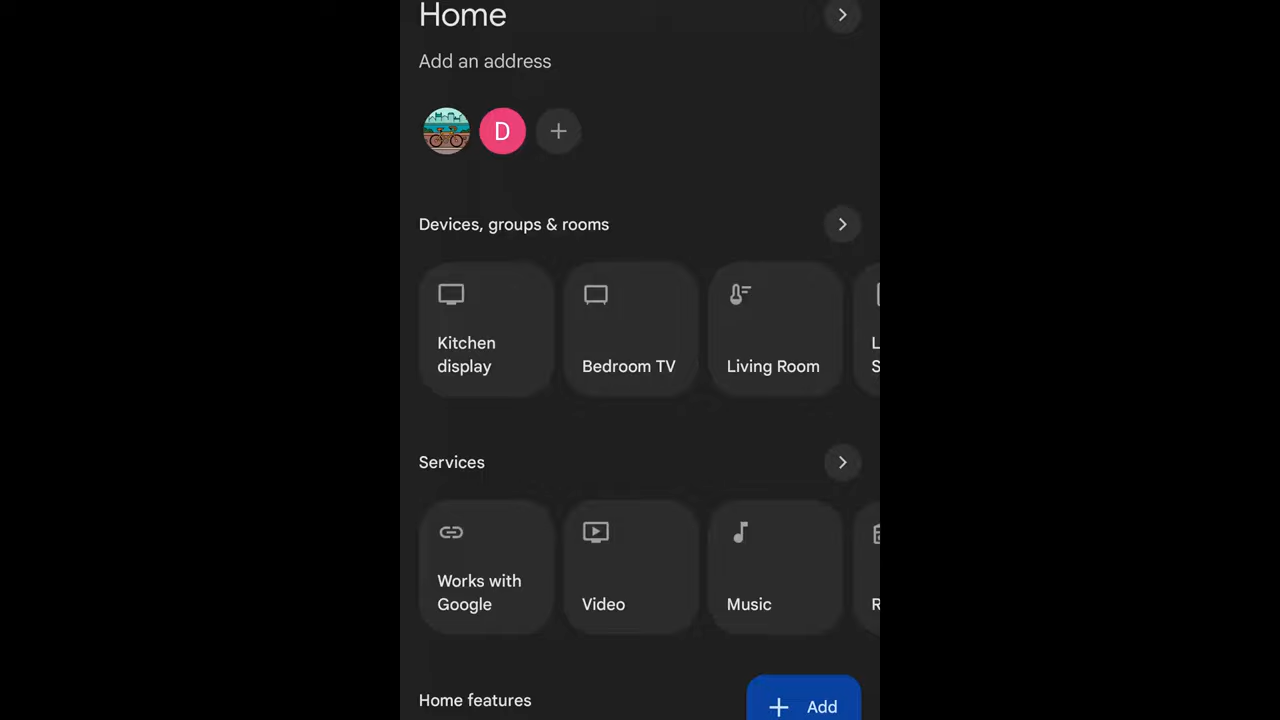 Home
Add an address
D
Devices, groups & rooms
Kitchen
display
Bedroom TV
Living Room
L
S
Services
Works with
Google
Video
Music
R
Home features
Add